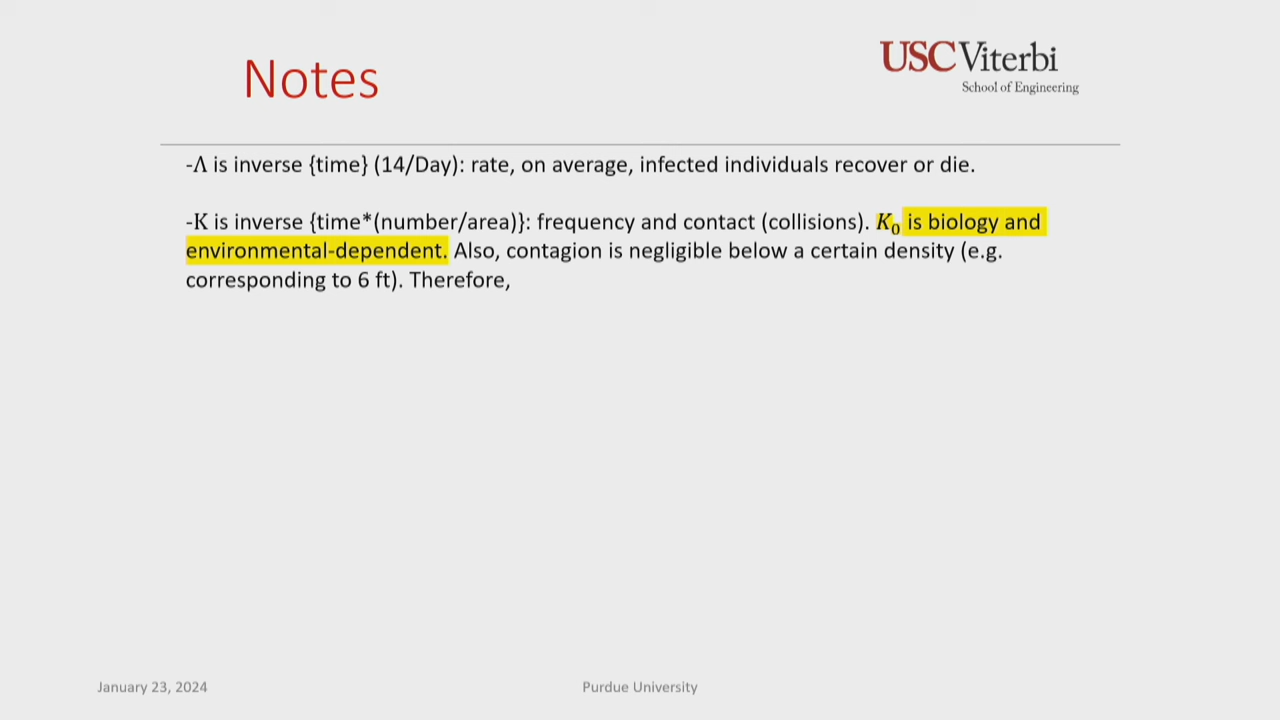 Notes
USC Viterbi
School of Engineering
-Λ is inverse {time} (14/Day): rate, on average, infected individuals recover or die.
-K is inverse {time*(number/area)}: frequency and contact (collisions). K₀ is biology and
environmental-dependent. Also, contagion is negligible below a certain density (e.g.
corresponding to 6 ft). Therefore,
January 23, 2024
Purdue University